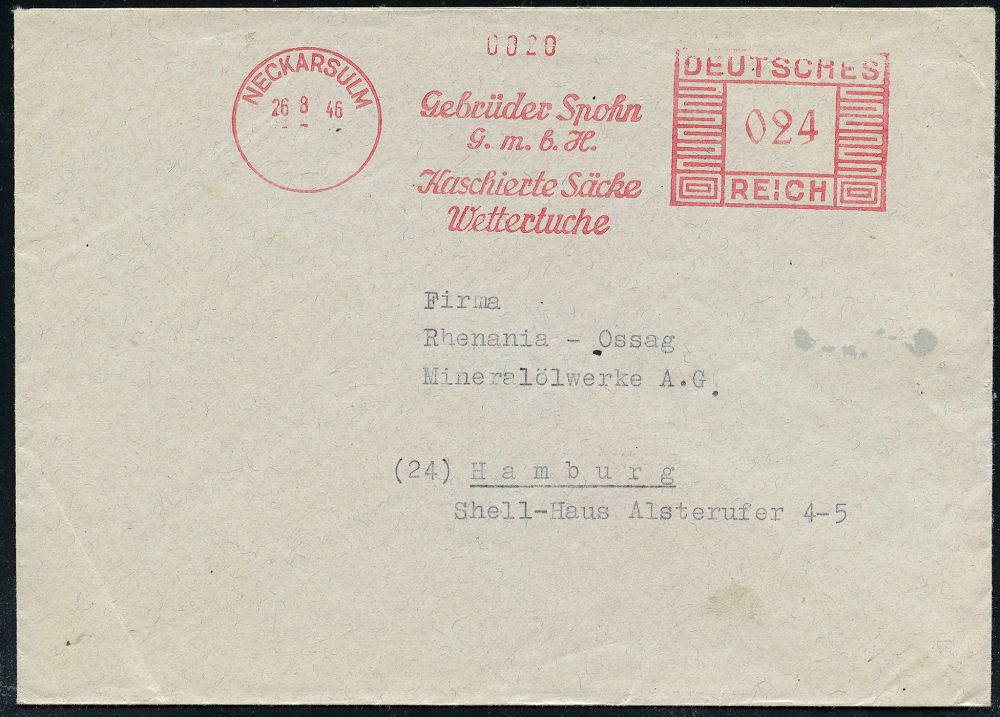 0020
NECKARSULM
26 8 46
Gebrüder Spohn
G. m. b. H.
Kaschierte Säcke
Wettertuche
DEUTSCHES
024
REICH
Firma
Rhenania - Ossag
Mineralölwerke A.G.
(24) Hamburg
Shell-Haus Alsterufer 4-5